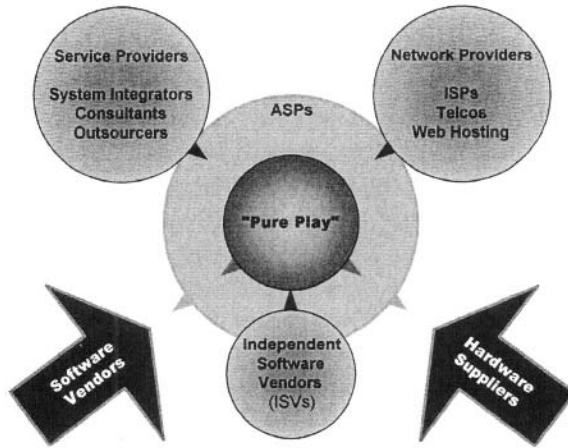 Service Providers
System Integrators
Consultants
Outsourcers
Network Providers
ISPs
Telcos
Web Hosting
ASPs
"Pure Play"
Independent
Software
Vendors
(ISVs)
Software
Vendors
Hardware
Suppliers